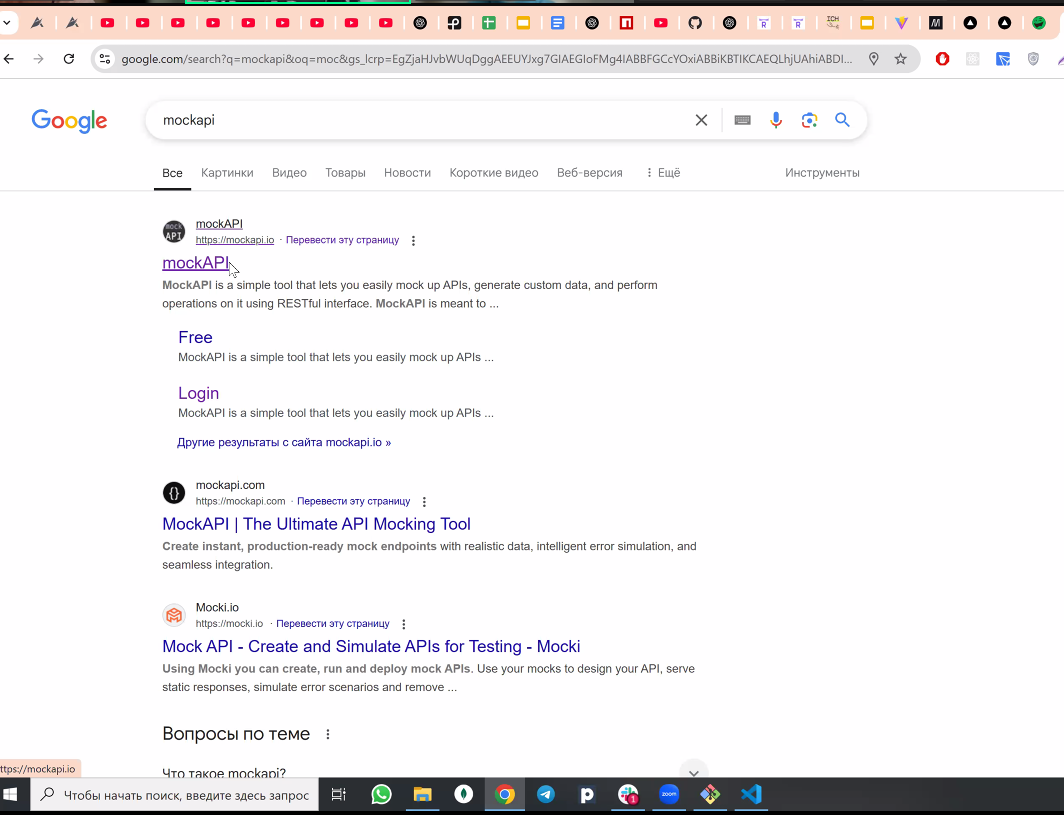 google.com/search?q=mockapi&oq=moc&gs_lcrp=EgZjaHJvbWUqDggAEEUYJxg7GIAEGIoFMg4IABBFGCcYOxiABBiKBTIKCAEQLhjUAhiABDI...
Google
mockapi
Все Картинки Видео Товары Новости Короткие видео Веб-версия Ещё Инструменты
MOCK
API
mockAPI
https://mockapi.io · Перевести эту страницу
mockAPI
MockAPI is a simple tool that lets you easily mock up APIs, generate custom data, and perform
operations on it using RESTful interface. MockAPI is meant to ...
Free
MockAPI is a simple tool that lets you easily mock up APIs ...
Login
MockAPI is a simple tool that lets you easily mock up APIs ...
Другие результаты с сайта mockapi.io »
mockapi.com
https://mockapi.com · Перевести эту страницу
MockAPI | The Ultimate API Mocking Tool
Create instant, production-ready mock endpoints with realistic data, intelligent error simulation, and
seamless integration.
Mocki.io
https://mocki.io · Перевести эту страницу
Mock API - Create and Simulate APIs for Testing - Mocki
Using Mocki you can create, run and deploy mock APIs. Use your mocks to design your API, serve
static responses, simulate error scenarios and remove ...
Вопросы по теме
Что такое mockapi?
ttps://mockapi.io
Чтобы начать поиск, введите здесь запрос
zoom